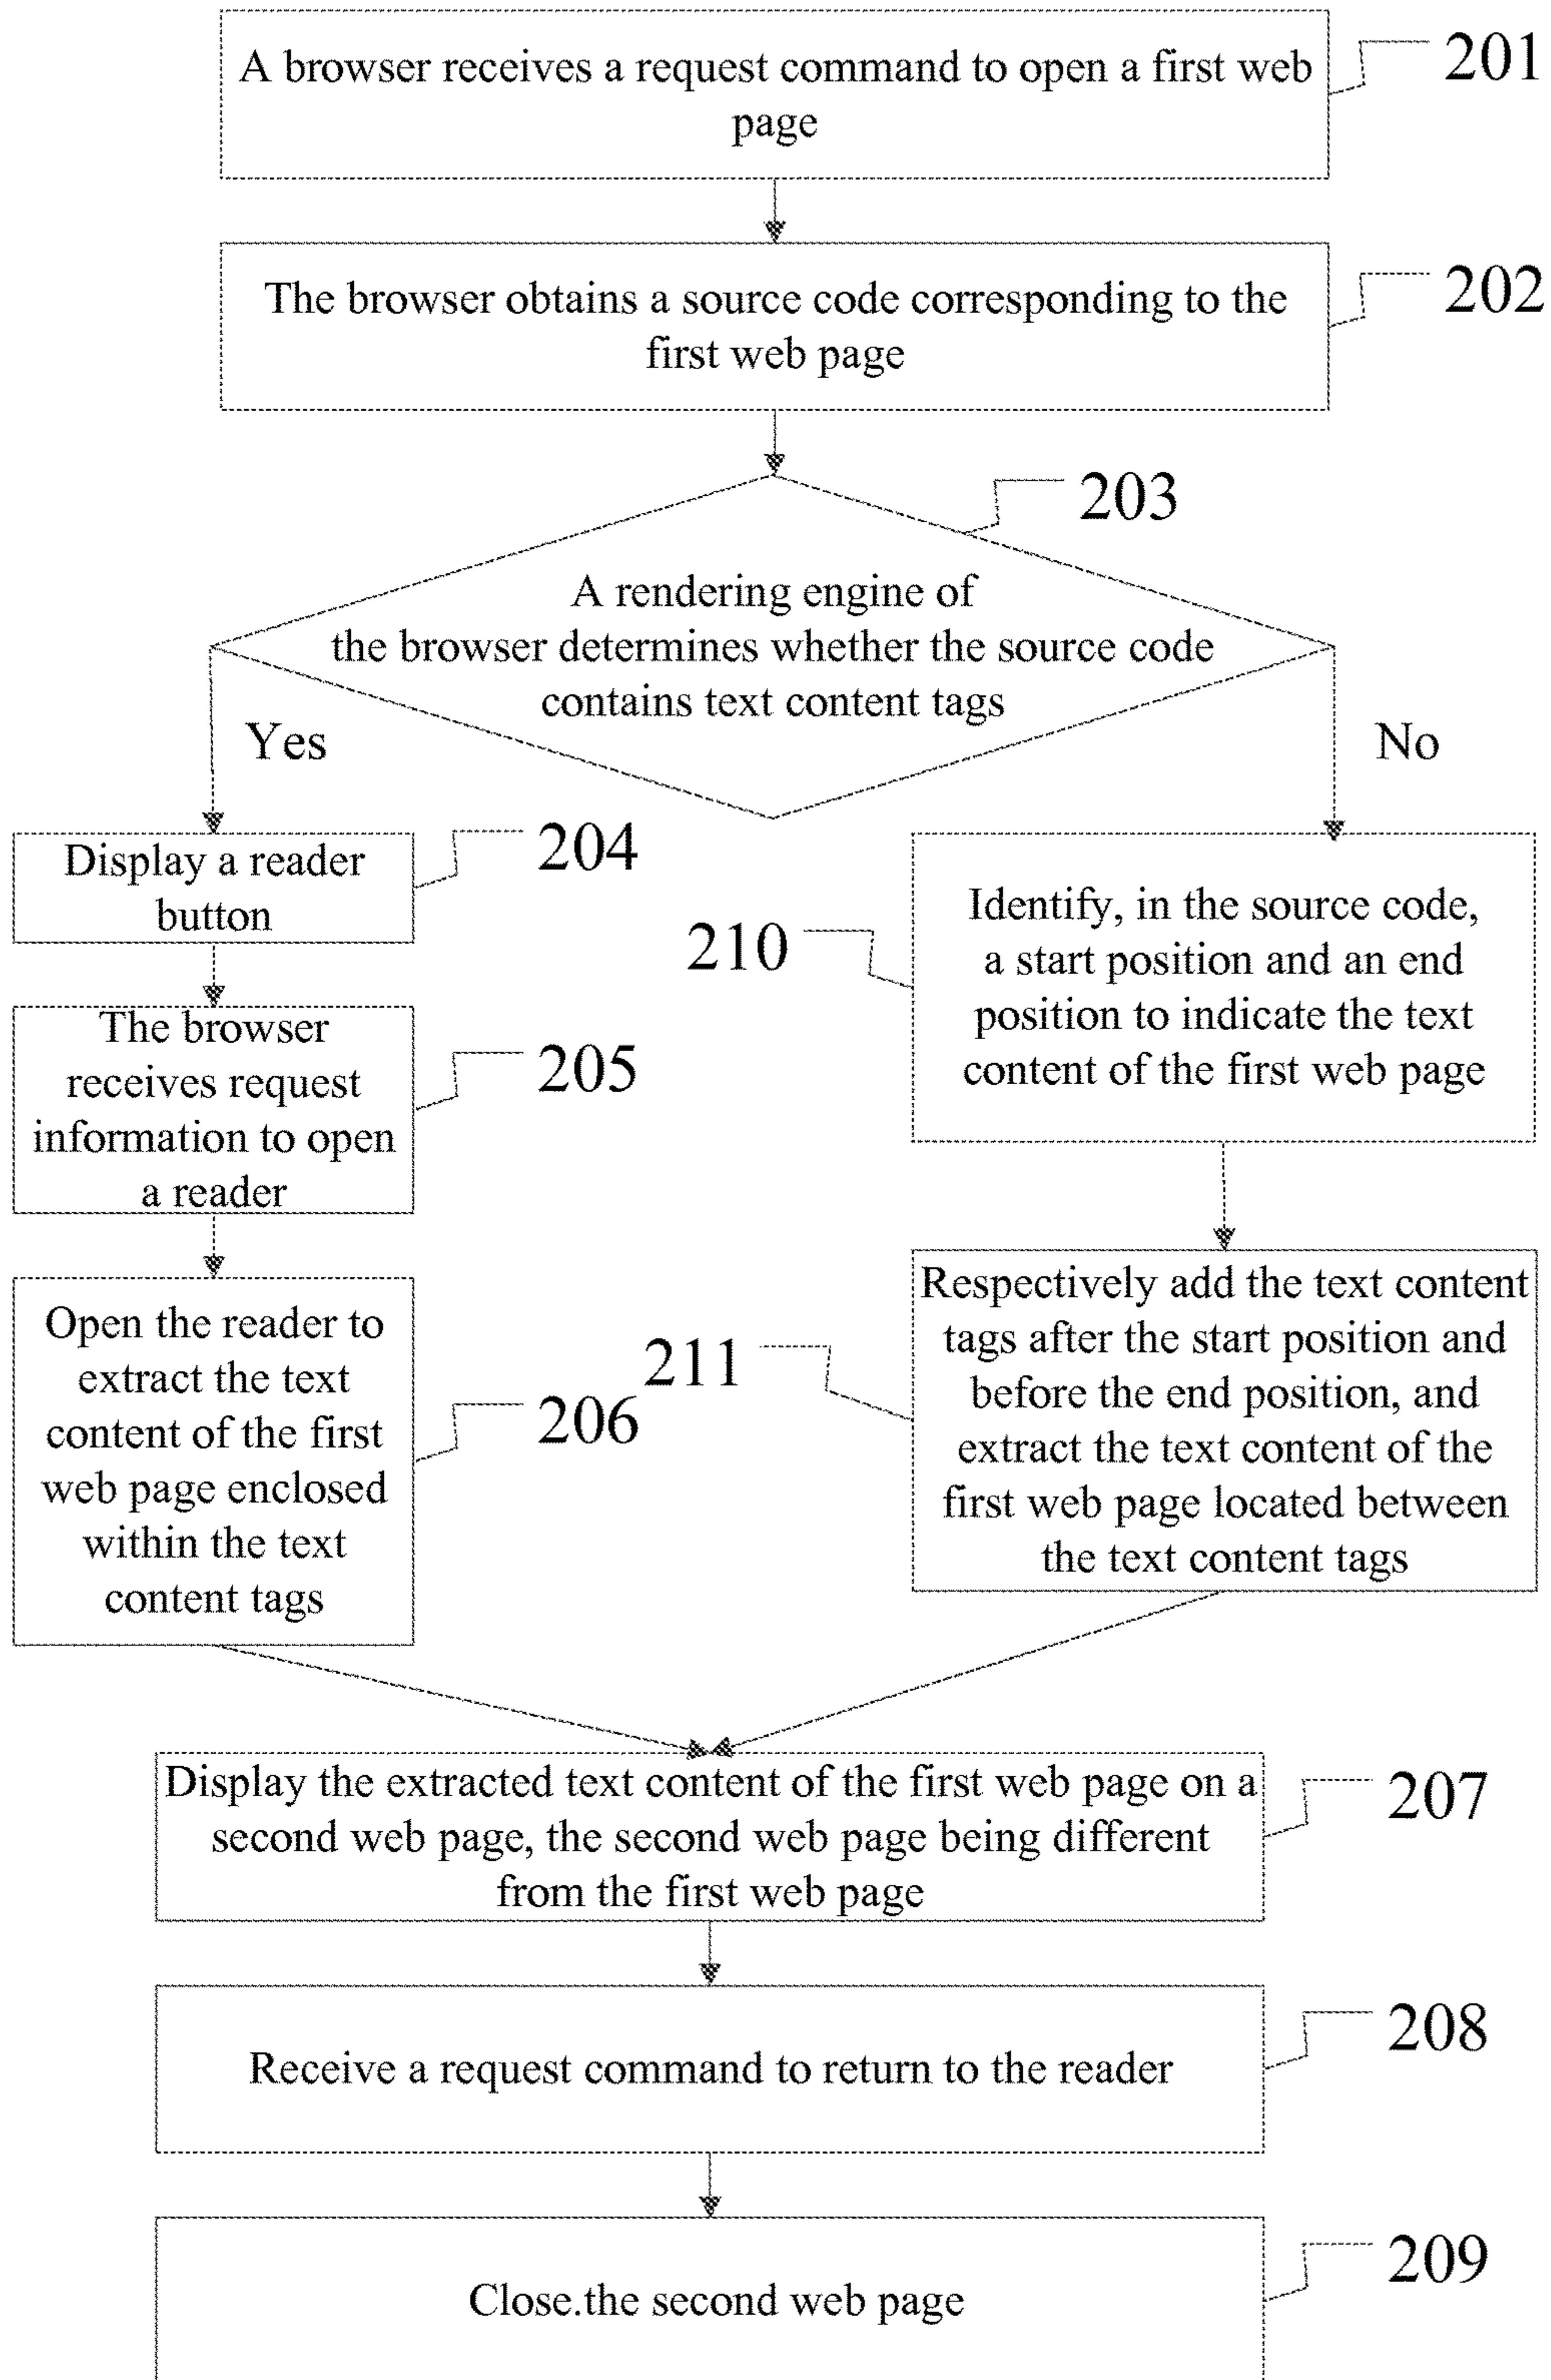 A browser receives a request command to open a first web
page
201
The browser obtains a source code corresponding to the
first web page
202
203
A rendering engine of
the browser determines whether the source code
contains text content tags
Yes
No
Display a reader
button
204
The browser
receives request
information to open
a reader
205
Open the reader to
extract the text
content of the first
web page enclosed
within the text
content tags
206
210
Identify, in the source code,
a start position and an end
position to indicate the text
content of the first web page
211
Respectively add the text content
tags after the start position and
before the end position, and
extract the text content of the
first web page located between
the text content tags
Display the extracted text content of the first web page on a
second web page, the second web page being different
from the first web page
207
Receive a request command to return to the reader
208
Close.the second web page
209